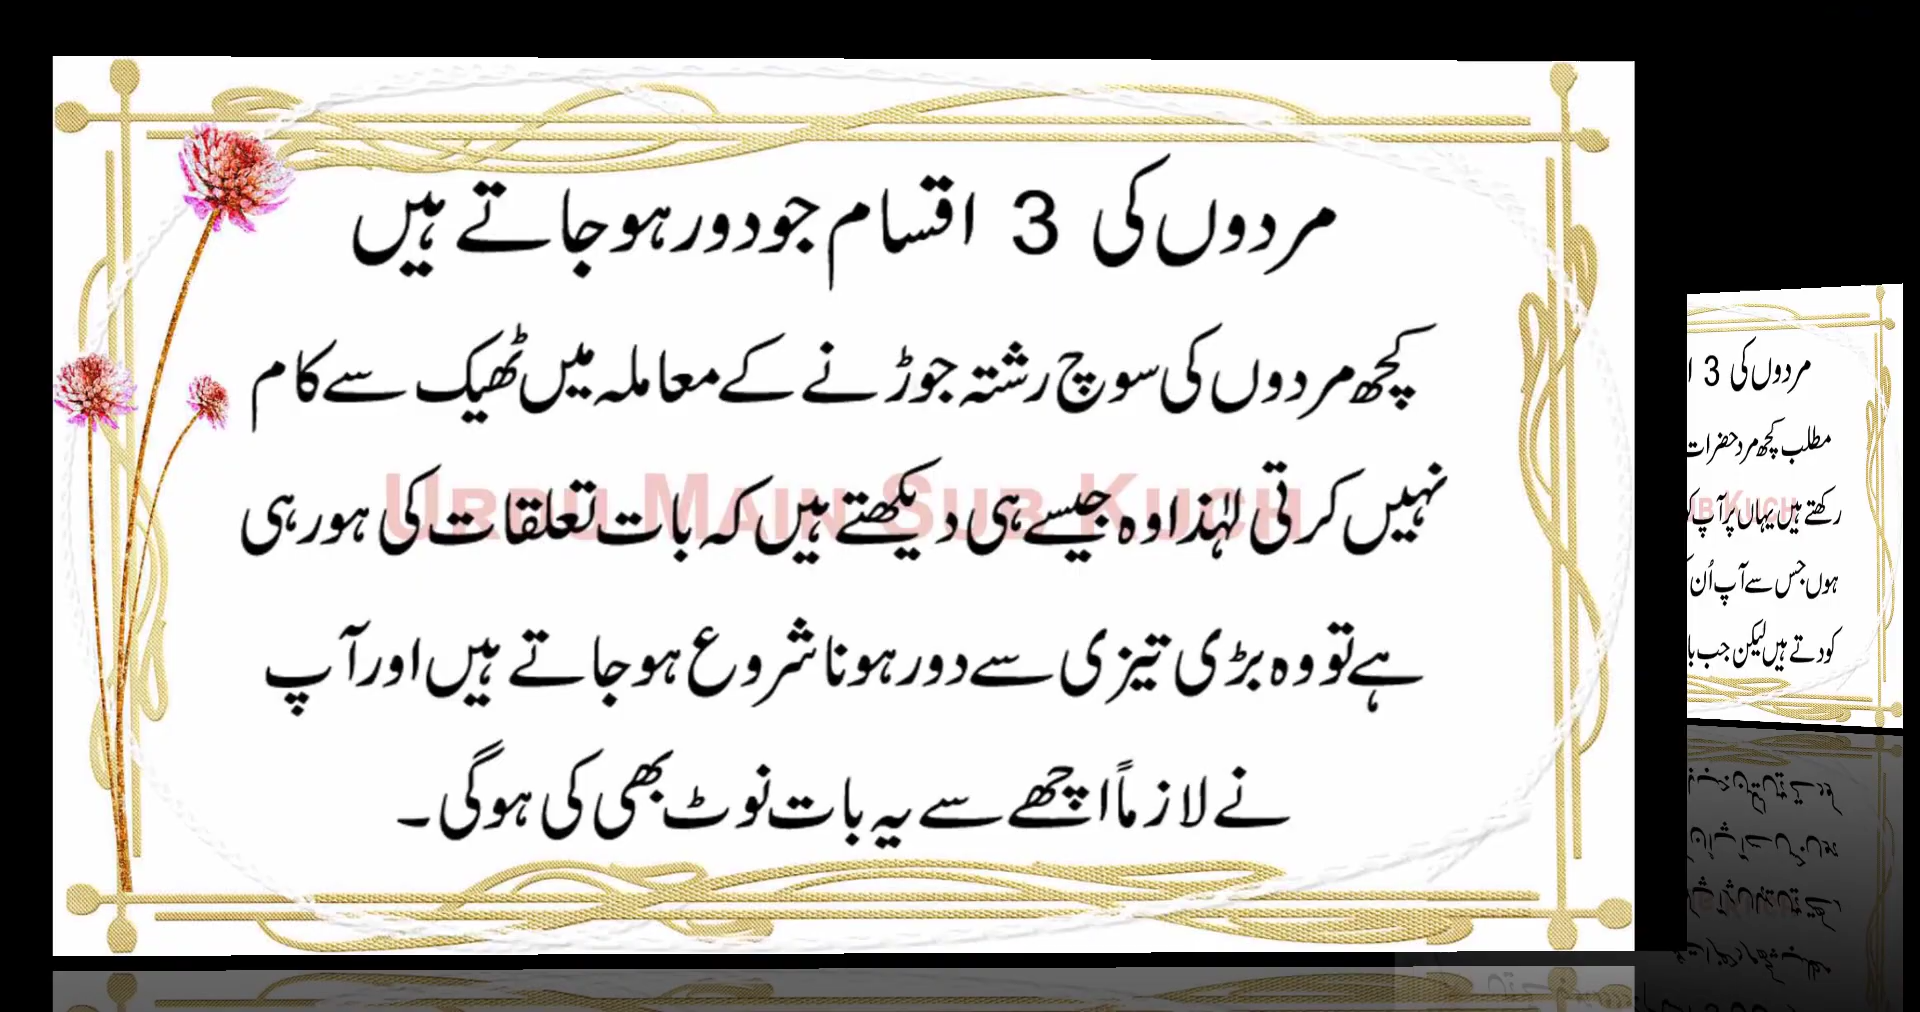 مردوں کی 3 اقسام جو دور ہو جاتے ہیں
کچھ مردوں کی سوچ رشتہ جوڑنے کے معاملہ میں ٹھیک سے کام
نہیں کرتی لہٰذا وہ جیسے ہی دیکھتے ہیں کہ بات تعلقات کی ہو رہی
ہے تو وہ بڑی تیزی سے دور ہونا شروع ہو جاتے ہیں اور آپ
نے لازماً اچھے سے یہ بات نوٹ بھی کی ہوگی۔
URDU MAIN SUB KUCH
مردوں کی 3
مطلب کچھ مرد حضرات
رکھتے ہیں یہاں پر آپ
ہوں جس سے آپ اُن
کو دتے ہیں لیکن جب